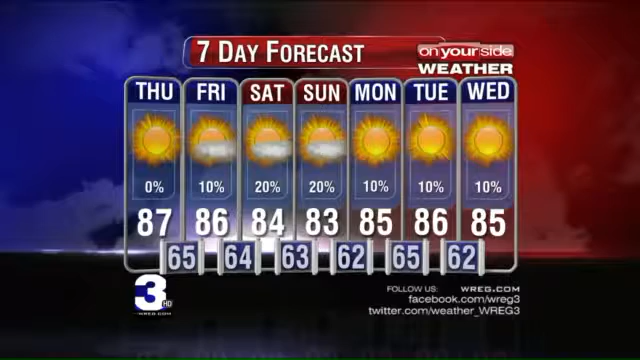 7 DAY FORECAST
on your side
WEATHER
THU FRI SAT SUN MON TUE WED
0% 10% 20% 20% 10% 10% 10%
87 86 84 83 85 86 85
65 64 63 62 65 62
3 HD
WREG.COM
FOLLOW US: WREG.COM
facebook.com/wreg3
twitter.com/weather_WREG3